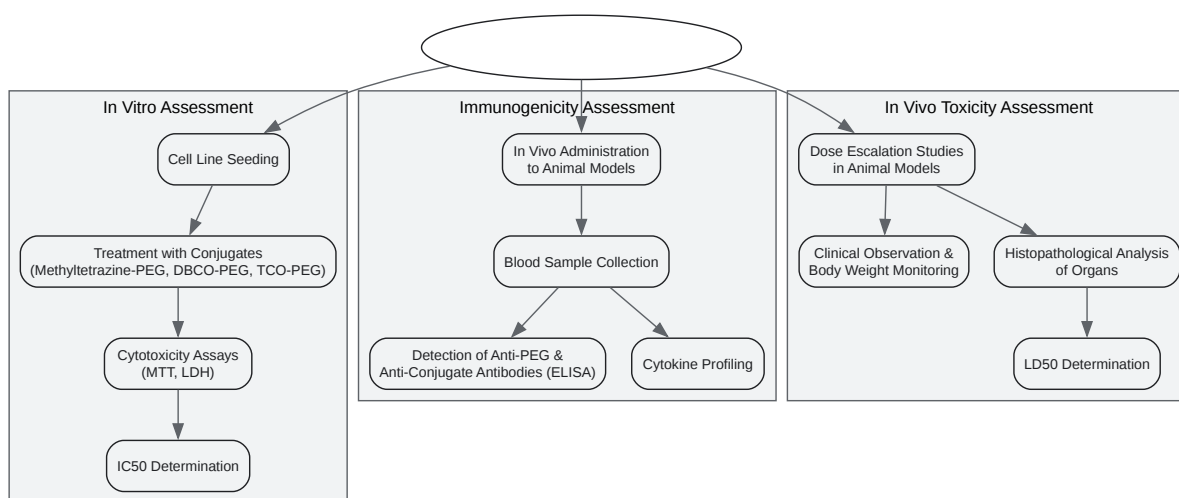 In Vitro Assessment
Cell Line Seeding
Treatment with Conjugates
(Methyltetrazine-PEG, DBCO-PEG, TCO-PEG)
Cytotoxicity Assays
(MTT, LDH)
IC50 Determination
Immunogenicity Assessment
In Vivo Administration
to Animal Models
Blood Sample Collection
Detection of Anti-PEG &
Anti-Conjugate Antibodies (ELISA)
Cytokine Profiling
In Vivo Toxicity Assessment
Dose Escalation Studies
in Animal Models
Clinical Observation &
Body Weight Monitoring
Histopathological Analysis
of Organs
LD50 Determination